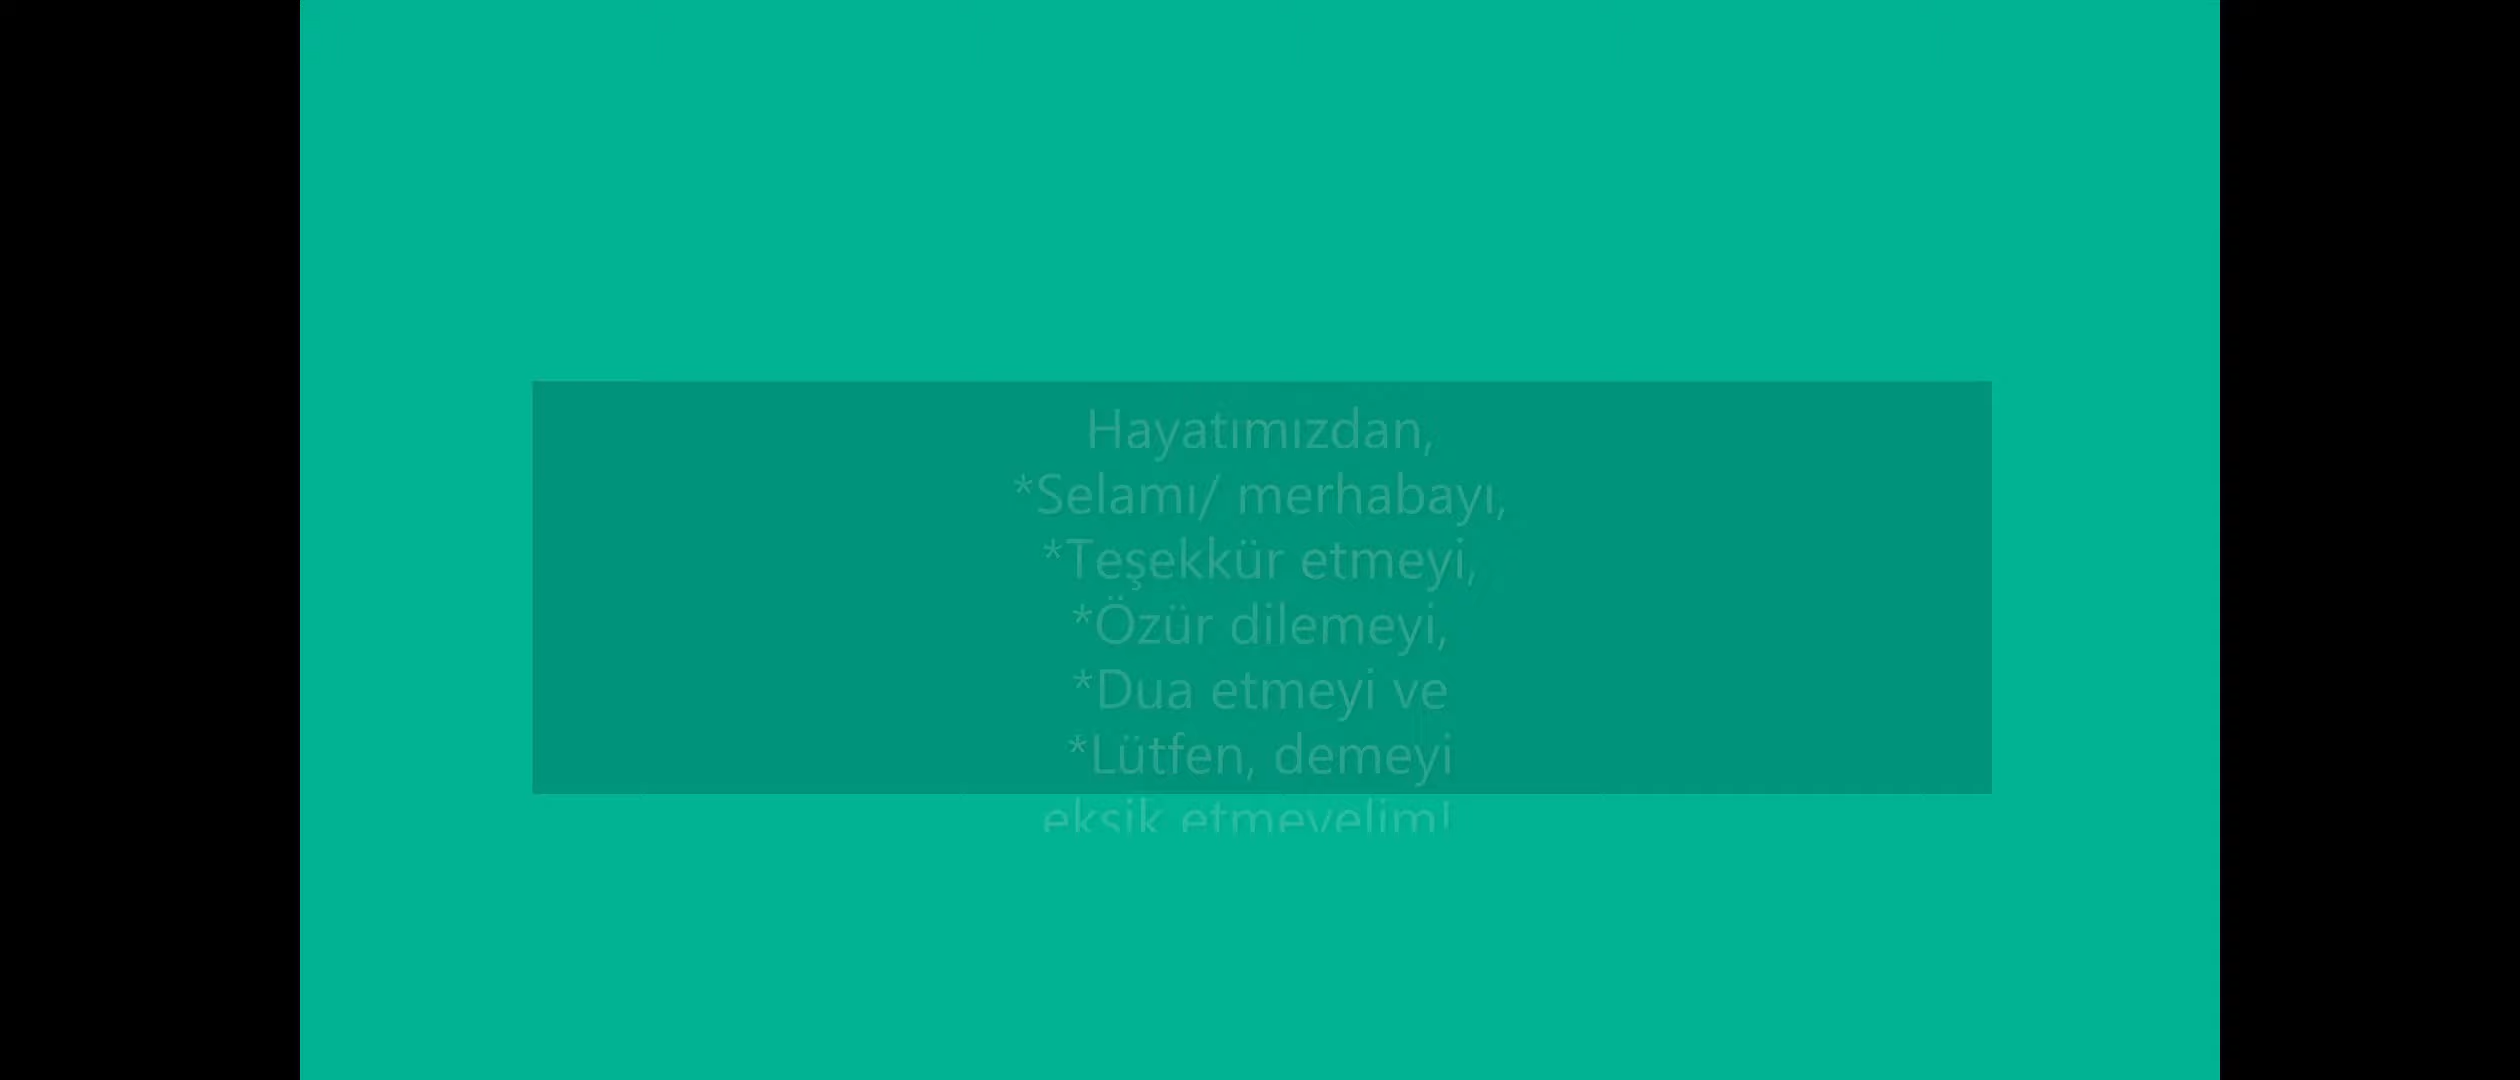 Hayatımızdan,
*Selamı/ merhabayı,
*Teşekkür etmeyi,
*Özür dilemeyi,
*Dua etmeyi ve
*Lütfen, demeyi
eksik etmeyelim!